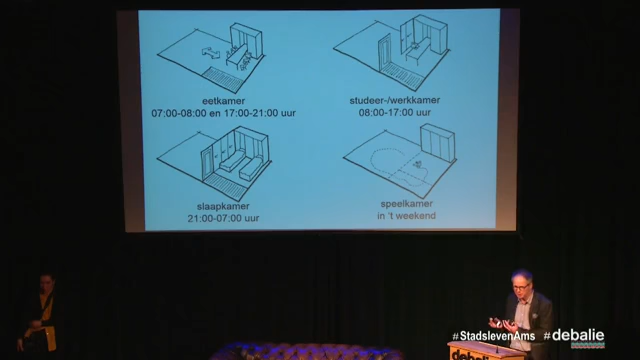 eetkamer
07:00-08:00 en 17:00-21:00 uur
studeer-/werkkamer
08:00-17:00 uur
slaapkamer
21:00-07:00 uur
speelkamer
in 't weekend
#StadslevenAms #debalie
debalie